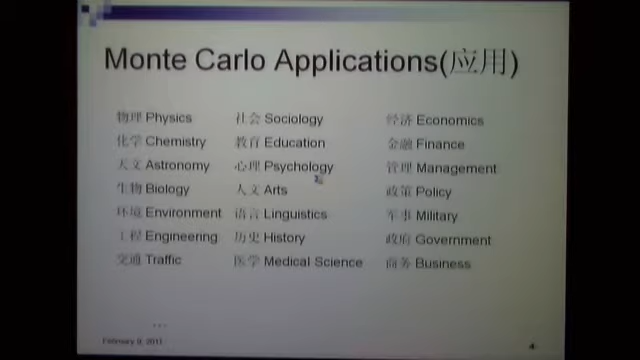 Monte Carlo Applications(应用)
物理 Physics
化学 Chemistry
天文 Astronomy
生物 Biology
环境 Environment
工程 Engineering
交通 Traffic
社会 Sociology
教育 Education
心理 Psychology
人文 Arts
语言 Linguistics
历史 History
医学 Medical Science
经济 Economics
金融 Finance
管理 Management
政策 Policy
军事 Military
政府 Government
商务 Business
...
February 9, 2011
4